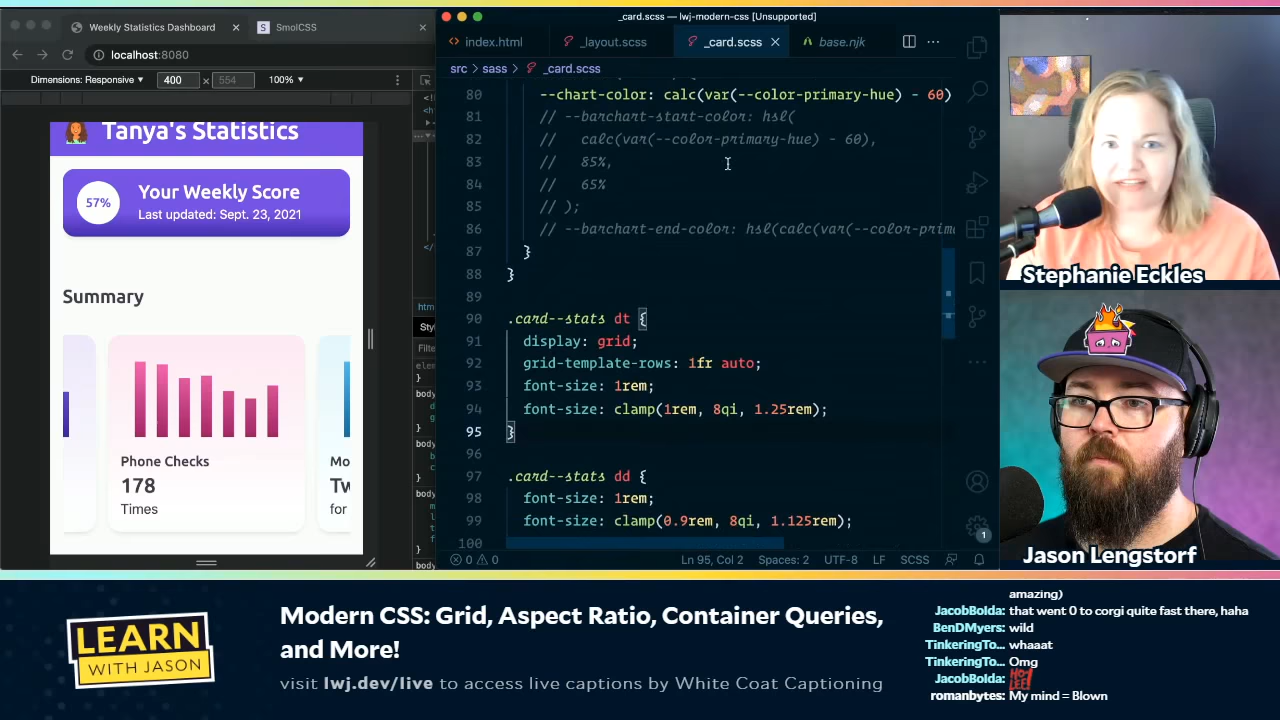 Weekly Statistics Dashboard
SmolCSS
localhost:8080
Dimensions: Responsive
400
×
554
100%
Tanya's Statistics
57%
Your Weekly Score
Last updated: Sept. 23, 2021
Summary
Phone Checks
178
Times
Mo
Tw
for
_card.scss — lwj-modern-css [Unsupported]
index.html
_layout.scss
_card.scss
base.njk
src > sass > _card.scss
80 --chart-color: calc(var(--color-primary-hue) - 60)
81 // --barchart-start-color: hsl(
82 // calc(var(--color-primary-hue) - 60),
83 // 85%,
84 // 65%
85 // );
86 // --barchart-end-color: hsl(calc(var(--color-prim
87 }
88 }
89
90 .card--stats dt {
91 display: grid;
92 grid-template-rows: 1fr auto;
93 font-size: 1rem;
94 font-size: clamp(1rem, 8qi, 1.25rem);
95 }
96
97 .card--stats dd {
98 font-size: 1rem;
99 font-size: clamp(0.9rem, 8qi, 1.125rem);
100
0 0
Ln 95, Col 2
Spaces: 2
UTF-8
LF
SCSS
1
Stephanie Eckles
Jason Lengstorf
LEARN
WITH JASON
Modern CSS: Grid, Aspect Ratio, Container Queries,
and More!
visit lwj.dev/live to access live captions by White Coat Captioning
amazing)
JacobBolda: that went 0 to corgi quite fast there, haha
BenDMyers: wild
TinkeringTo... whaaat
TinkeringTo... Omg
JacobBolda:
romanbytes: My mind = Blown